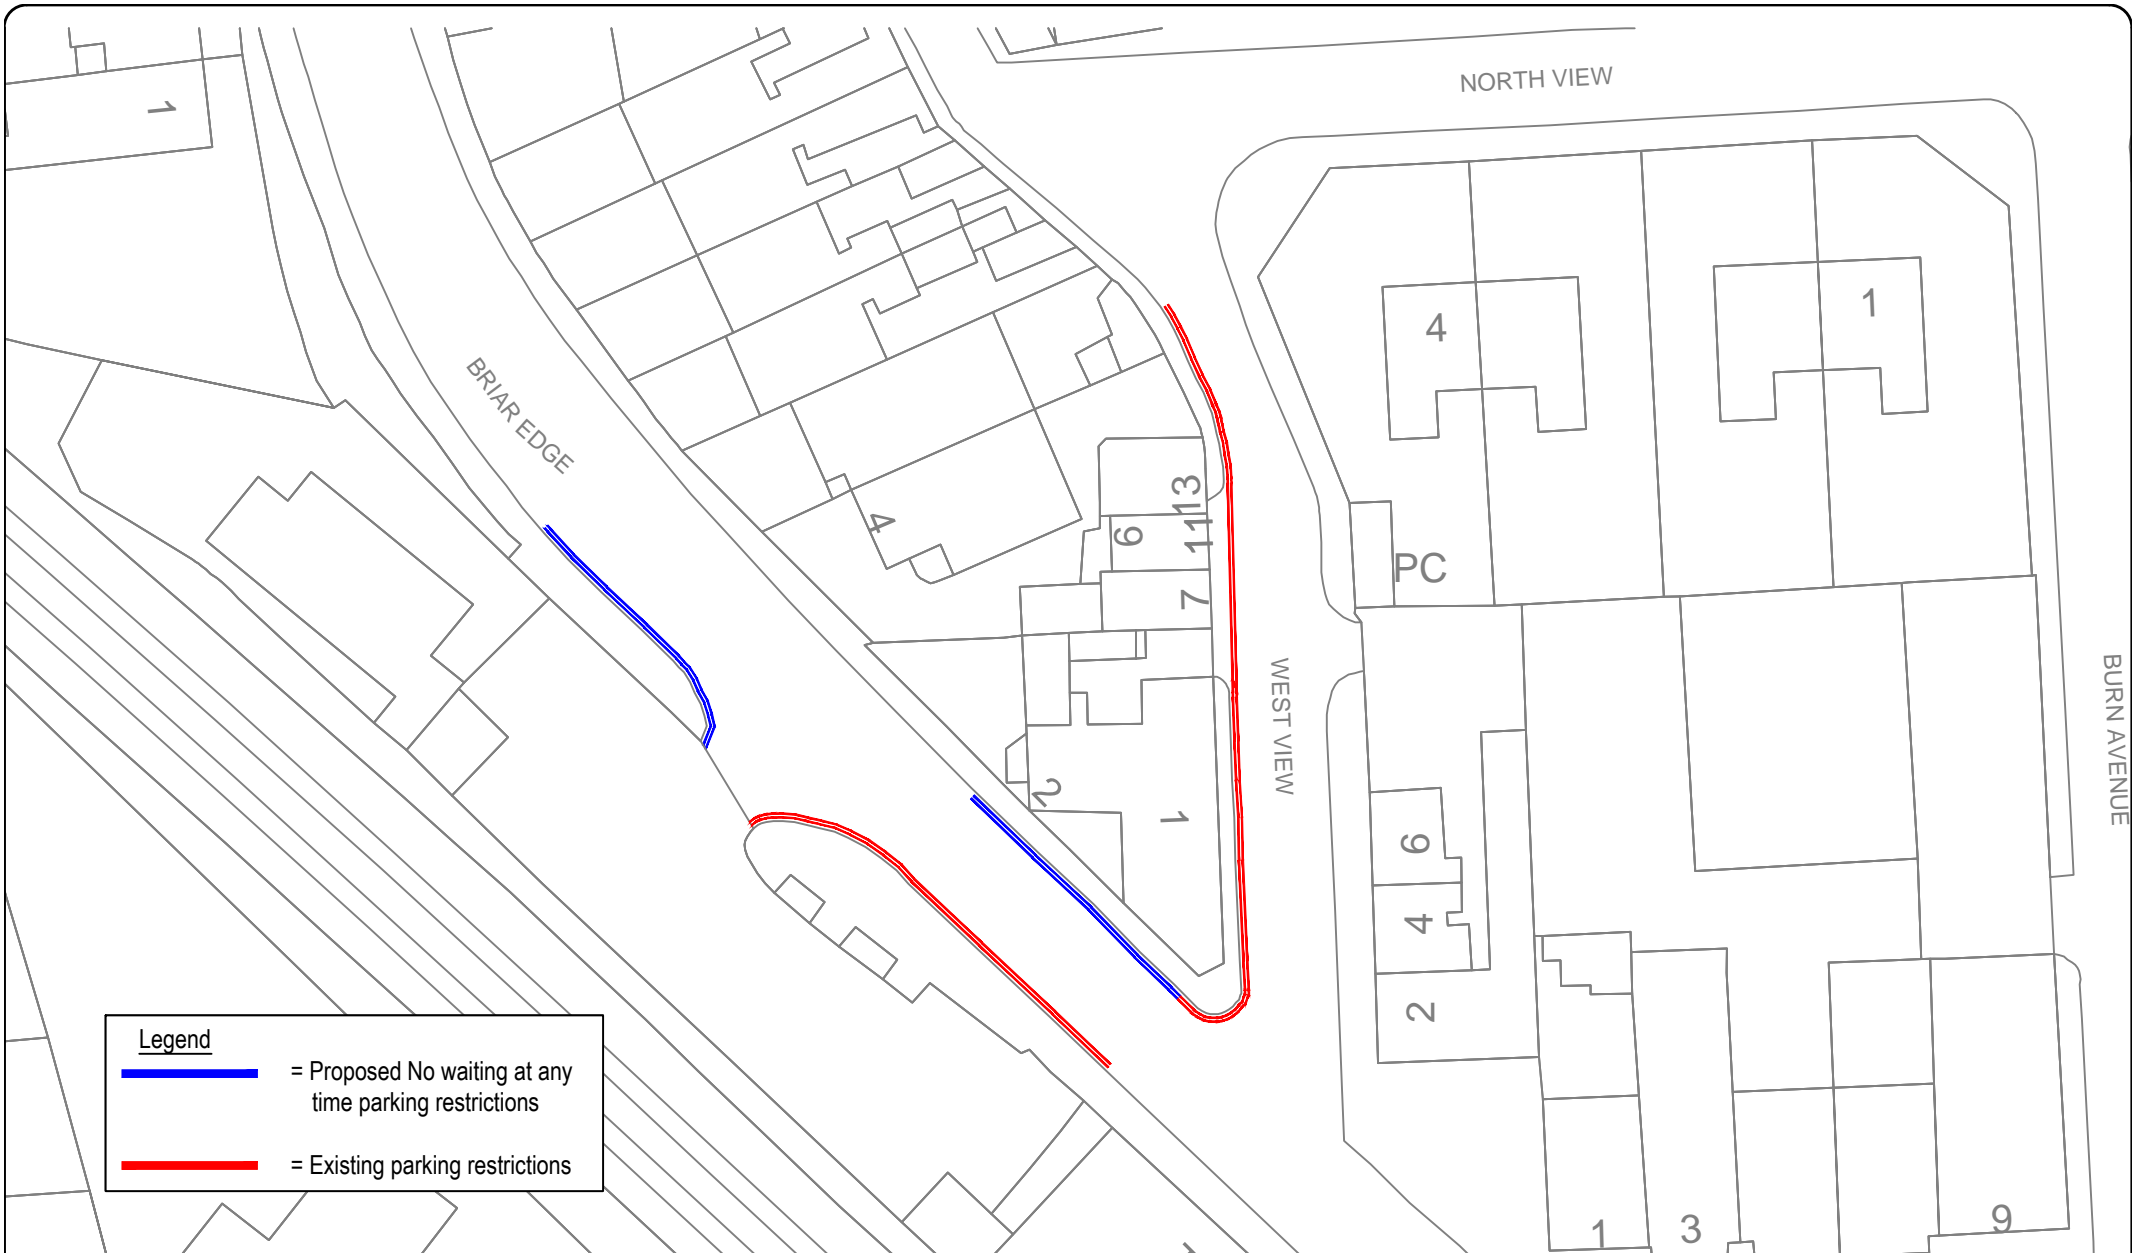 NORTH VIEW
1
4
1
BRIAR EDGE
4
13
11
9
7
PC
WEST VIEW
BURN AVENUE
2
1
6
4
2
Legend
= Proposed No waiting at any
time parking restrictions
= Existing parking restrictions
1
3
9